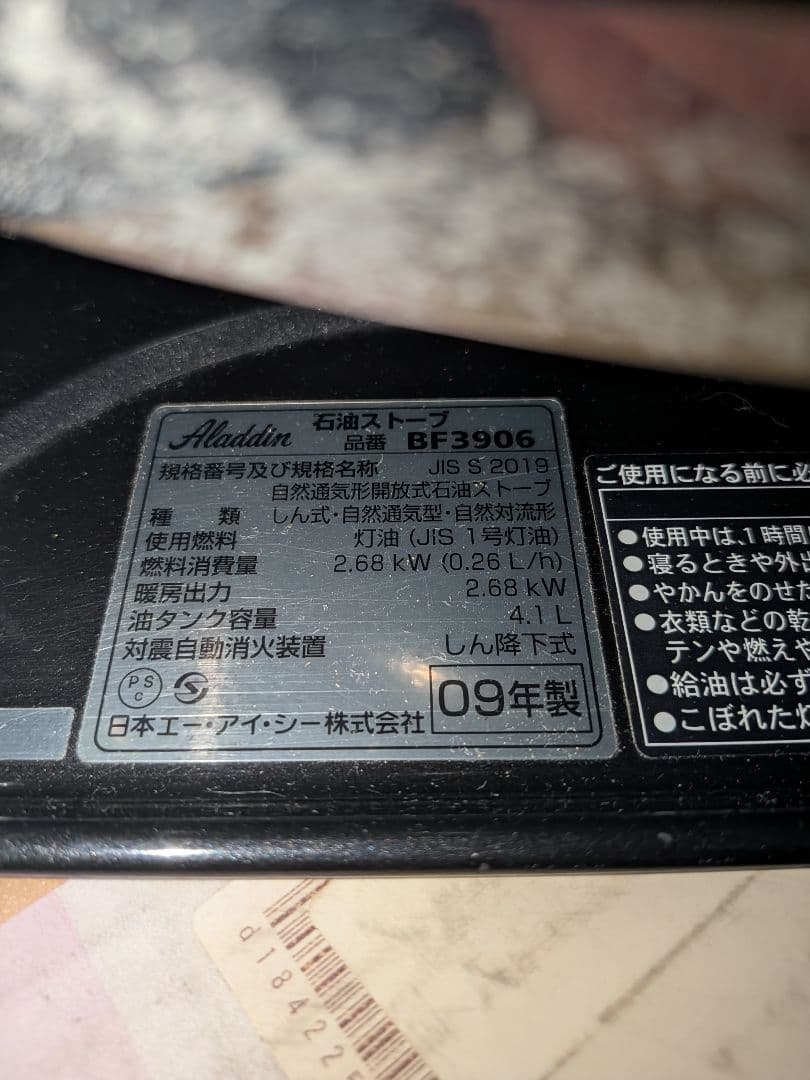 Aladdin 石油ストーブ
品番 BF3906
規格番号及び規格名称 JIS S 2019
自然通気形開放式石油ストーブ
種 類 しん式・自然通気型・自然対流形
使用燃料 灯油 (JIS 1号灯油)
燃料消費量 2.68 kW (0.26 L/h)
暖房出力 2.68 kW
油タンク容量 4.1 L
対震自動消火装置 しん降下式
PS
C
日本エー・アイ・シー株式会社 09年製
ご使用になる前に必
●使用中は、1時間
●寝るときや外出
●やかんをのせた
●衣類などの乾
テンや燃えや
●給油は必ず
●こぼれた灯
d18422